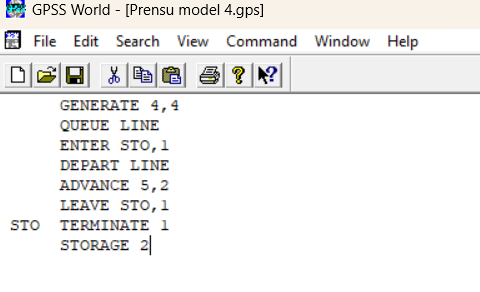 GPSS World - [Prensu model 4.gps]
File Edit Search View Command Window Help
GENERATE 4,4
QUEUE LINE
ENTER STO,1
DEPART LINE
ADVANCE 5,2
LEAVE STO,1
STO TERMINATE 1
STORAGE 2